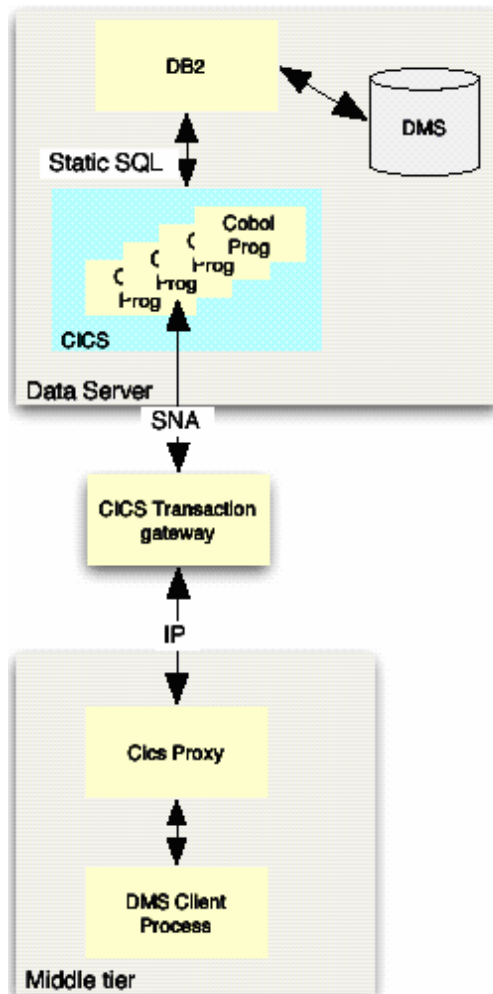 DB2
DMS
Static SQL
Cobol
Prog
C
Prog
C
Prog
C
Prog
CICS
Data Server
SNA
CICS Transaction
gateway
IP
Cics Proxy
DMS Client
Process
Middle tier